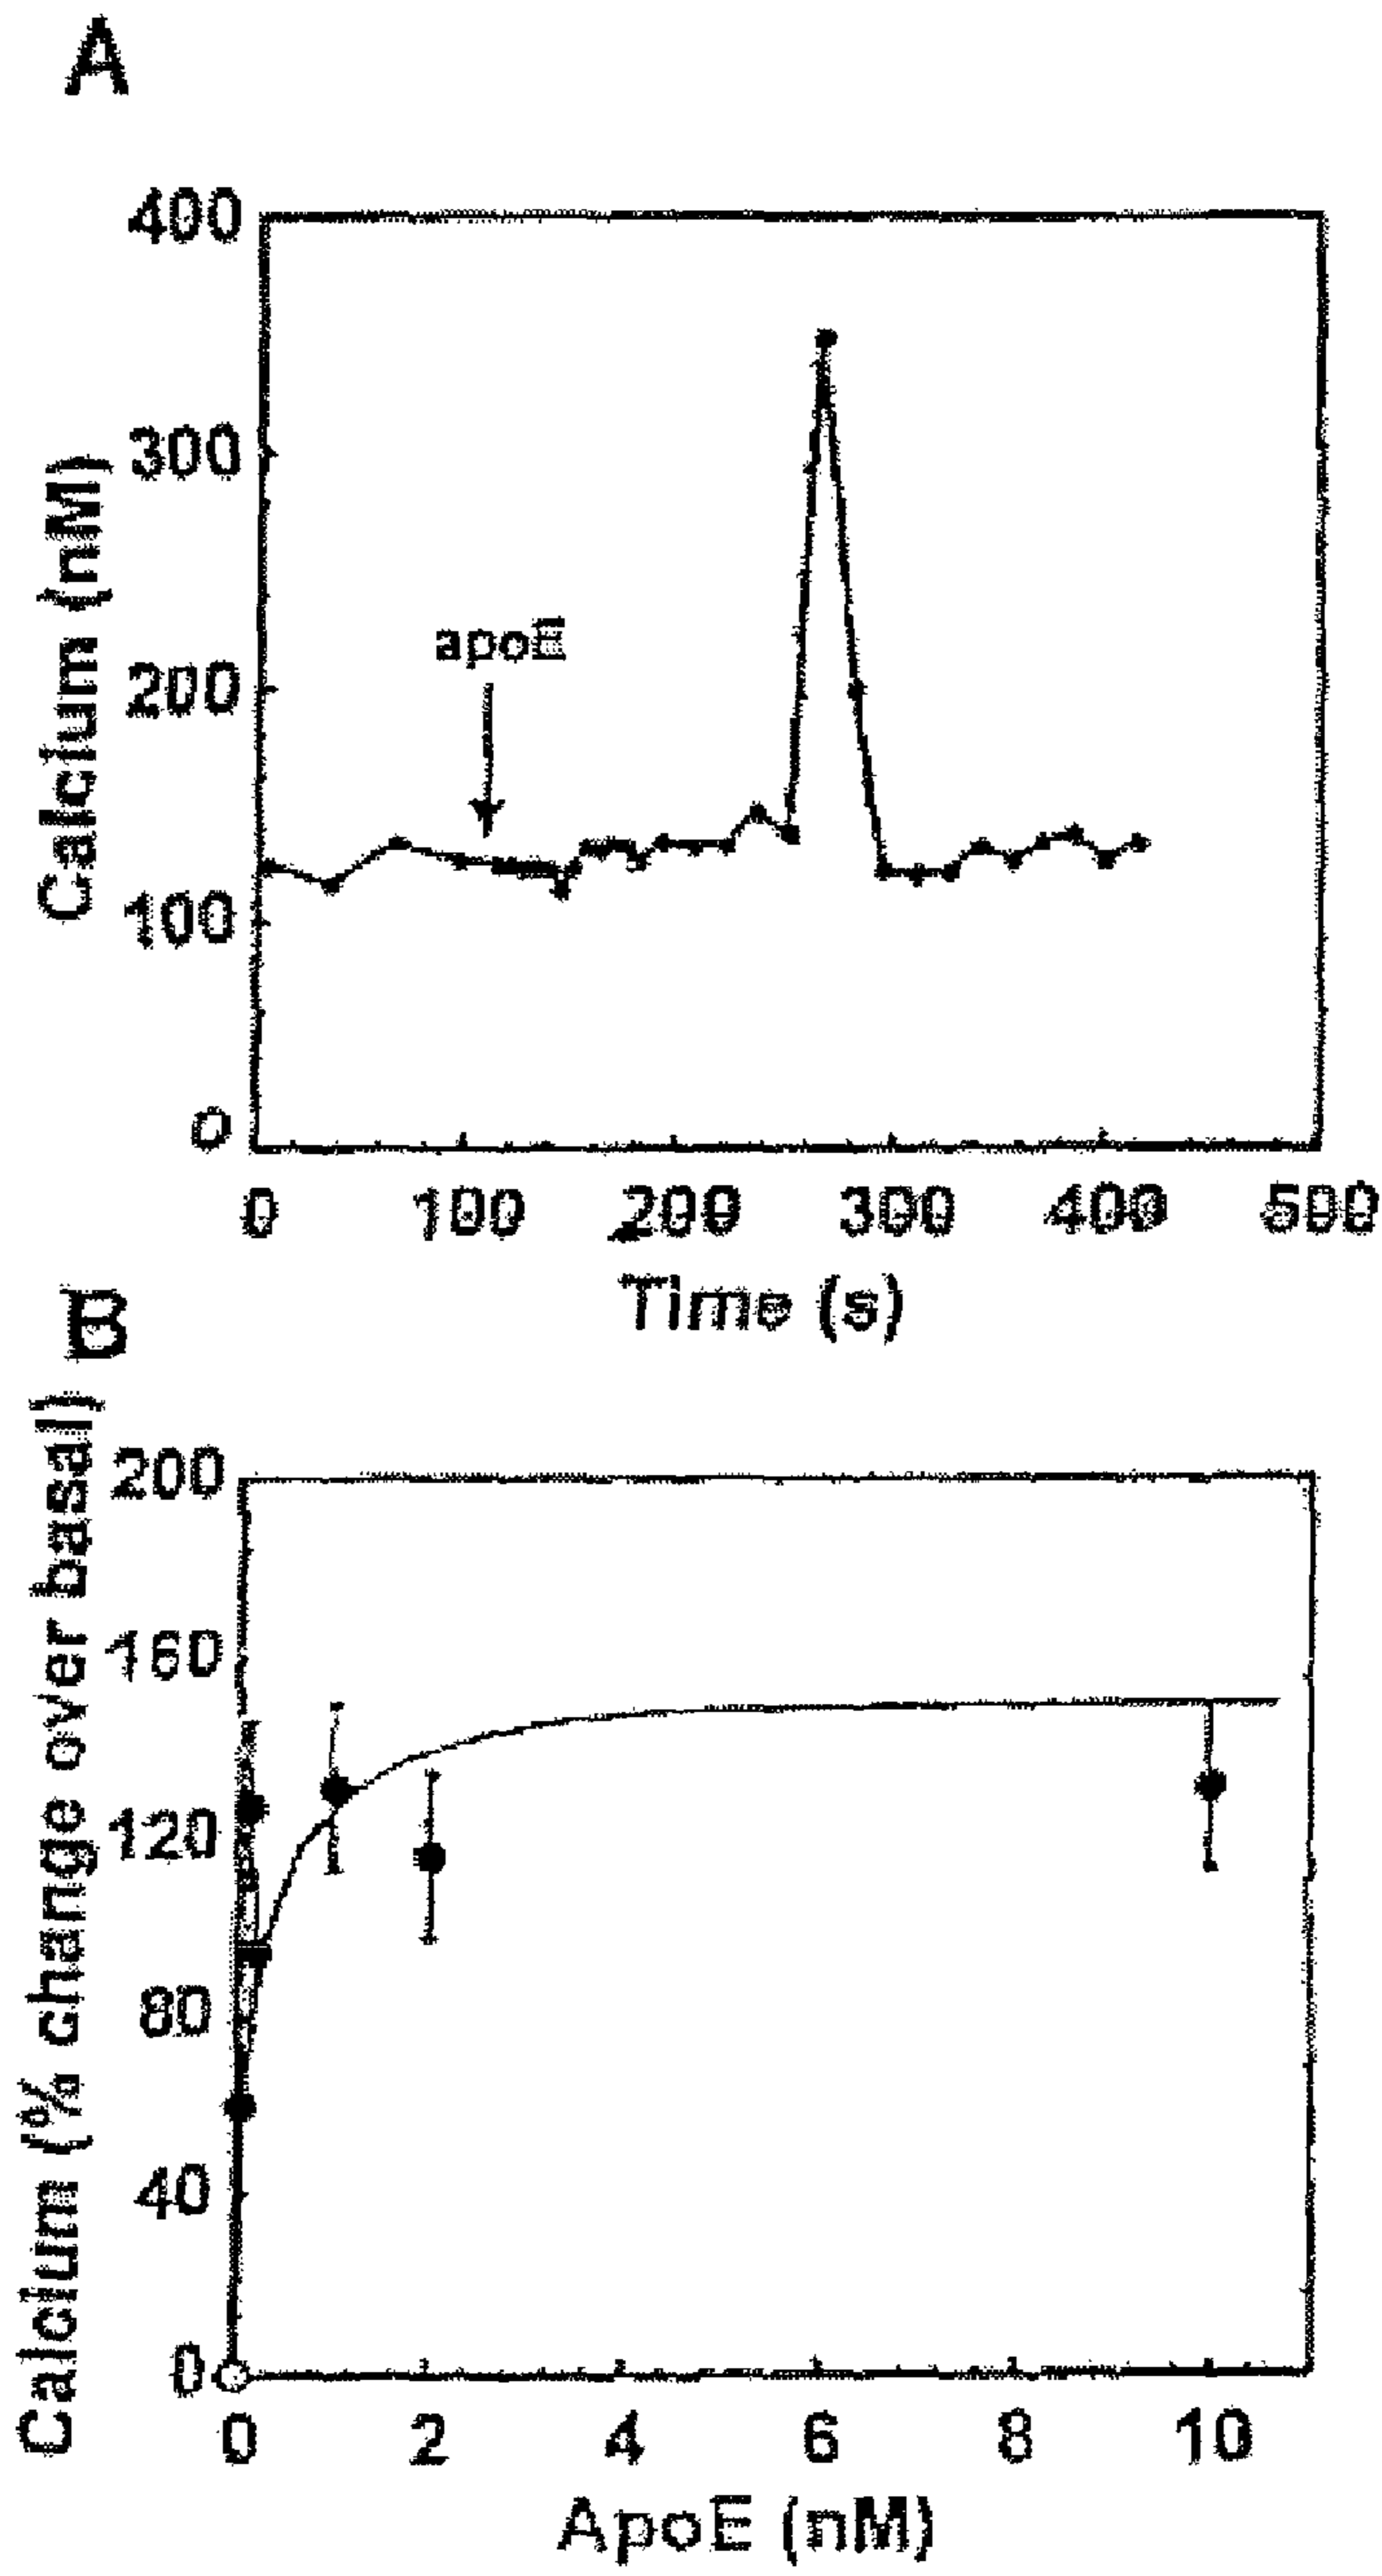 A
400
300
200
100
0
Calcium (nM)
apoE
0 100 200 300 400 500
Time (s)
B
200
160
120
80
40
0
Calcium (% change over basal)
0 2 4 6 8 10
ApoE (nM)